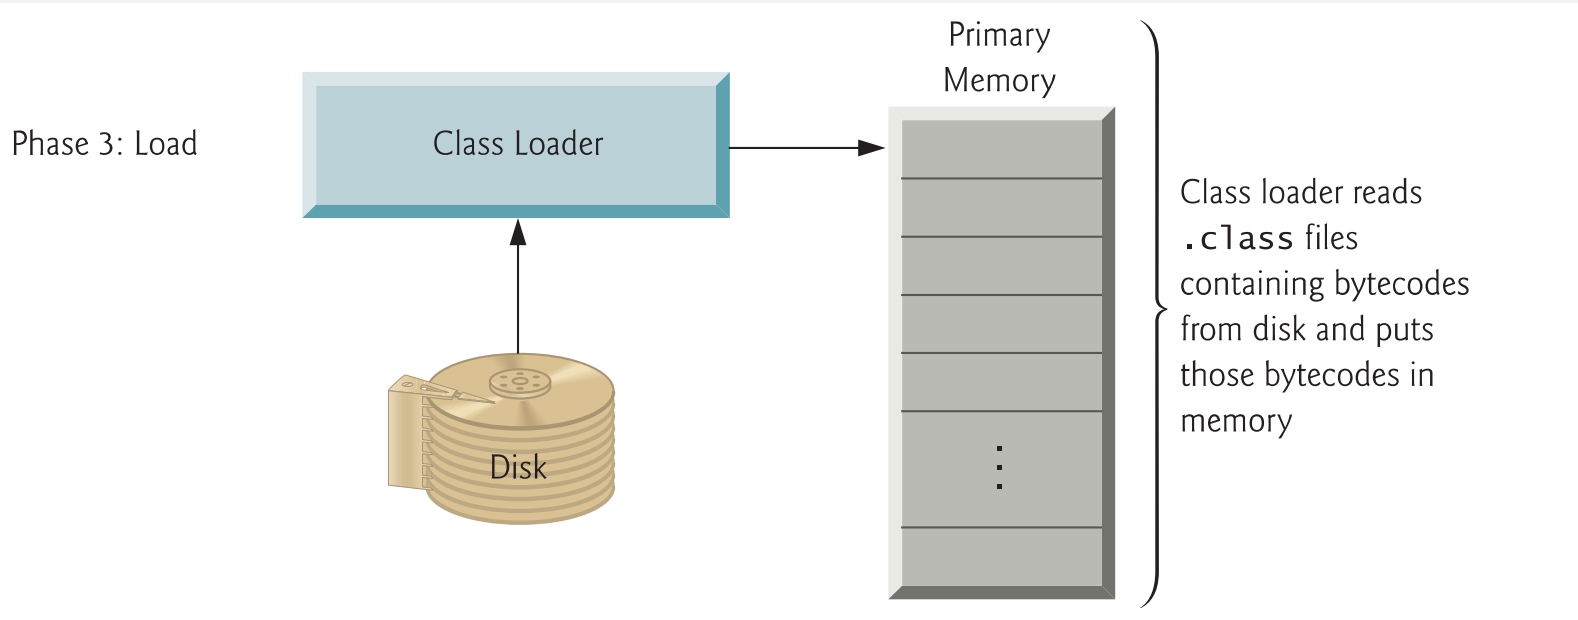 Phase 3: Load
Class Loader
Disk
Primary
Memory
Class loader reads
.class files
containing bytecodes
from disk and puts
those bytecodes in
memory